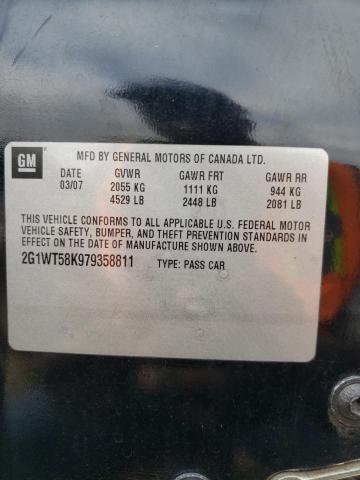 GM
MFD BY GENERAL MOTORS OF CANADA LTD.
DATE GVWR GAWR FRT GAWR RR
03/07 2055 KG 1111 KG 944 KG
4529 LB 2448 LB 2081 LB
THIS VEHICLE CONFORMS TO ALL APPLICABLE U.S. FEDERAL MOTOR
VEHICLE SAFETY, BUMPER, AND THEFT PREVENTION STANDARDS IN
EFFECT ON THE DATE OF MANUFACTURE SHOWN ABOVE.
2G1WT58K979358811 TYPE: PASS CAR